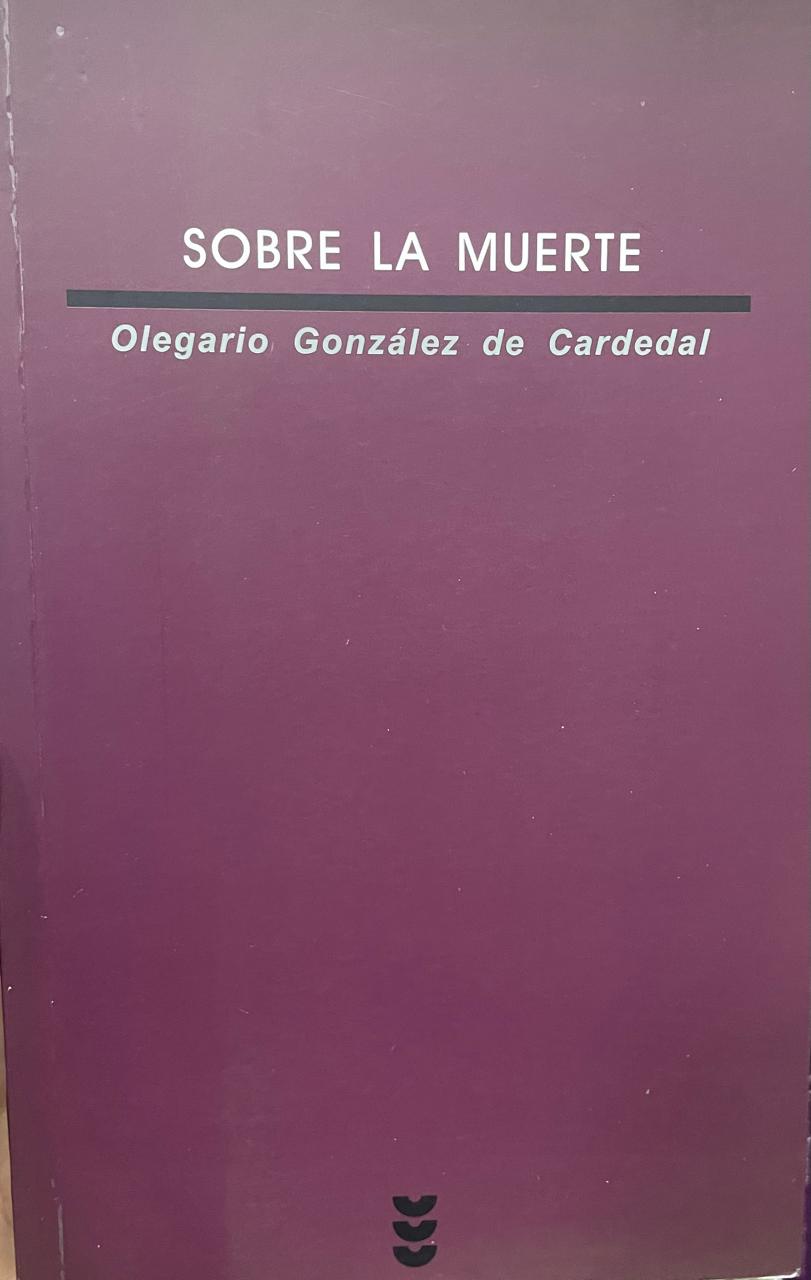 SOBRE LA MUERTE
Olegario González de Cardedal